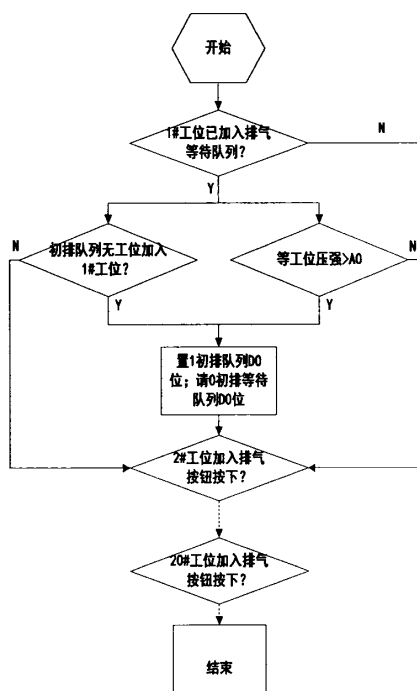 开始
1#工位已加入排气
等待队列?
N
Y
N
初排队列无工位加入
1#工位?
等工位压强>A0
N
Y
Y
置1初排队列D0
位；请0初排等待
队列D0位
2#工位加入排气
按钮按下?
20#工位加入排气
按钮按下?
结束